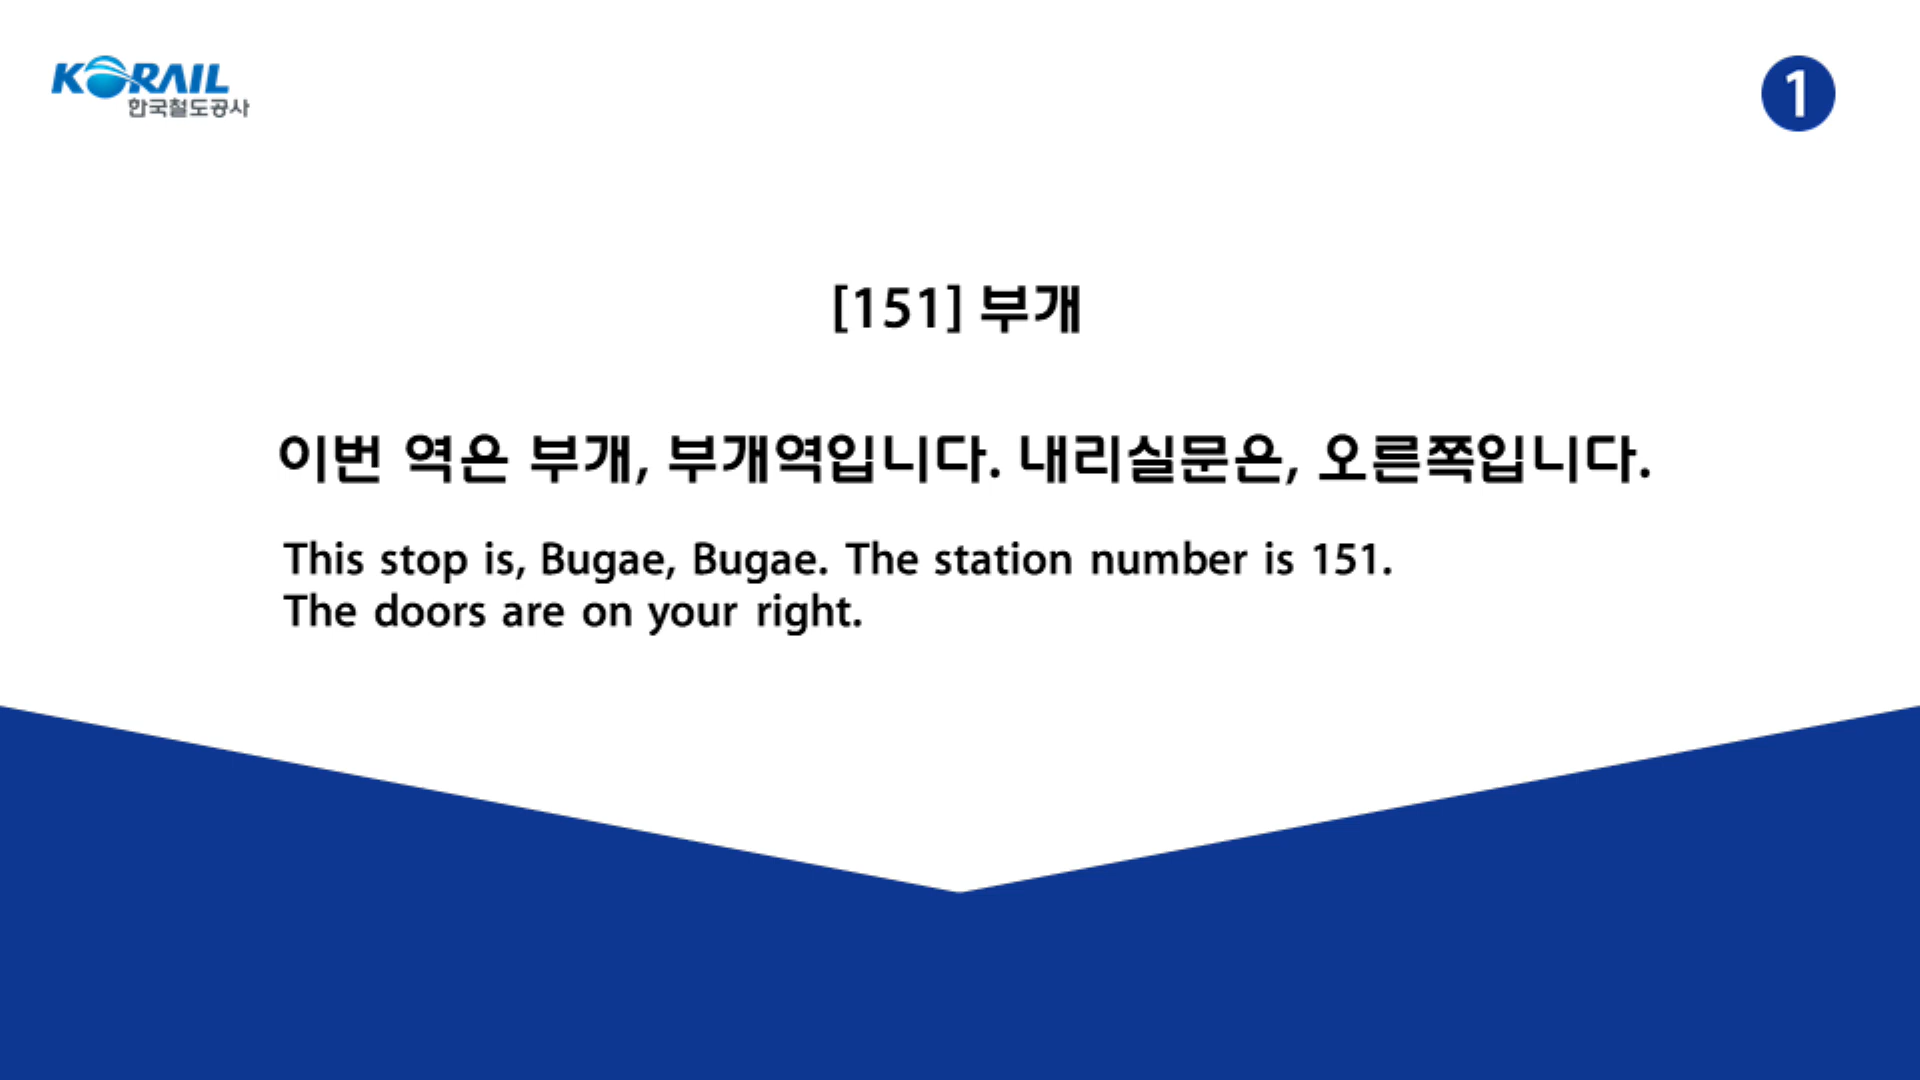 KORAIL
한국철도공사
1
[151] 부개
이번 역은 부개, 부개역입니다. 내리실문은, 오른쪽입니다.
This stop is, Bugae, Bugae. The station number is 151.
The doors are on your right.